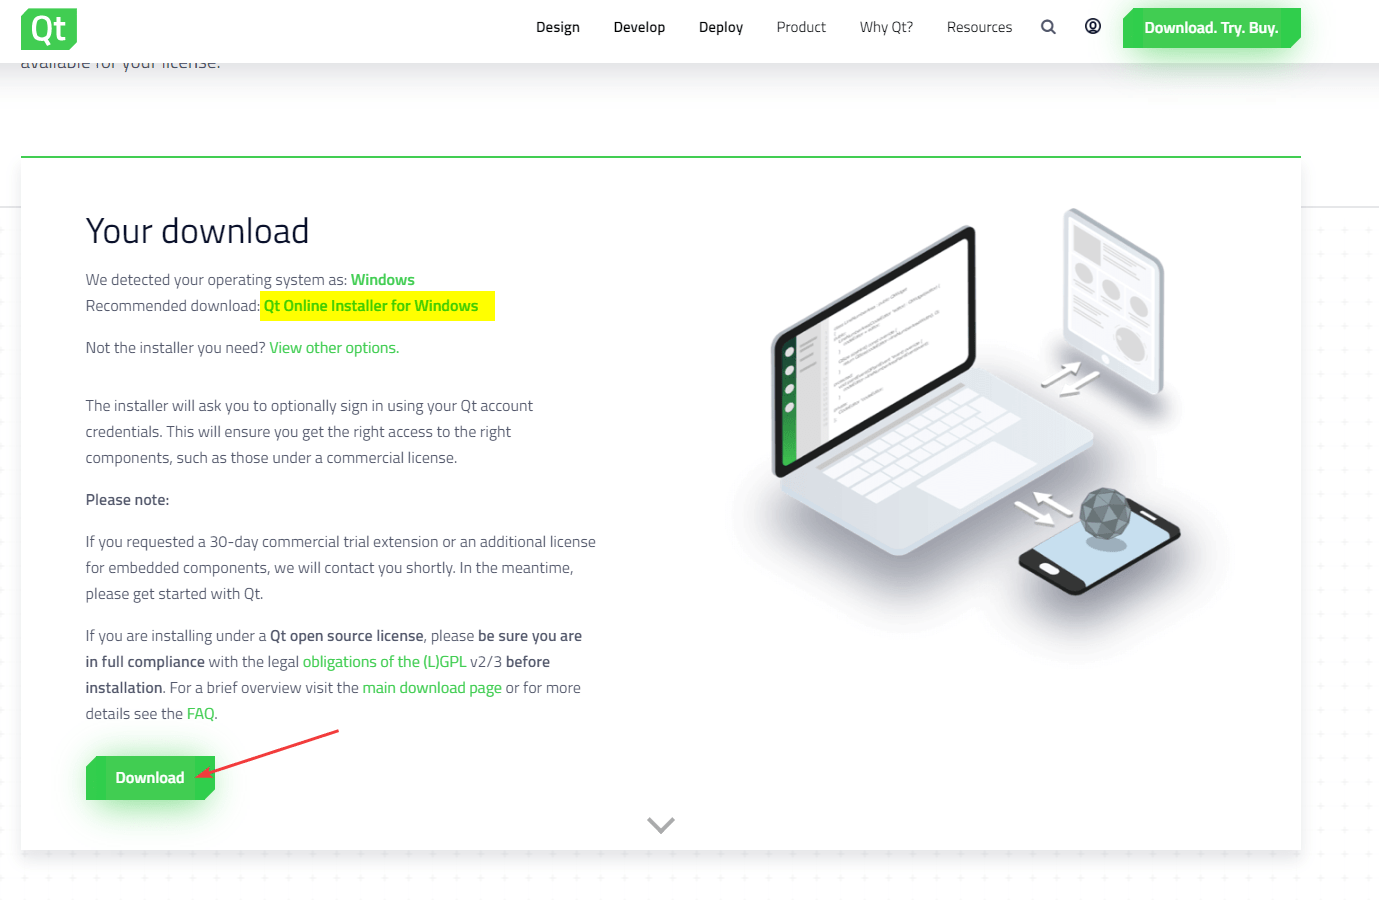 Qt
Design Develop Deploy Product Why Qt? Resources Download. Try. Buy.
available for your license.
Your download
We detected your operating system as: Windows
Recommended download: Qt Online Installer for Windows
Not the installer you need? View other options.
The installer will ask you to optionally sign in using your Qt account
credentials. This will ensure you get the right access to the right
components, such as those under a commercial license.
Please note:
If you requested a 30-day commercial trial extension or an additional license
for embedded components, we will contact you shortly. In the meantime,
please get started with Qt.
If you are installing under a Qt open source license, please be sure you are
in full compliance with the legal obligations of the (L)GPL v2/3 before
installation. For a brief overview visit the main download page or for more
details see the FAQ.
Download